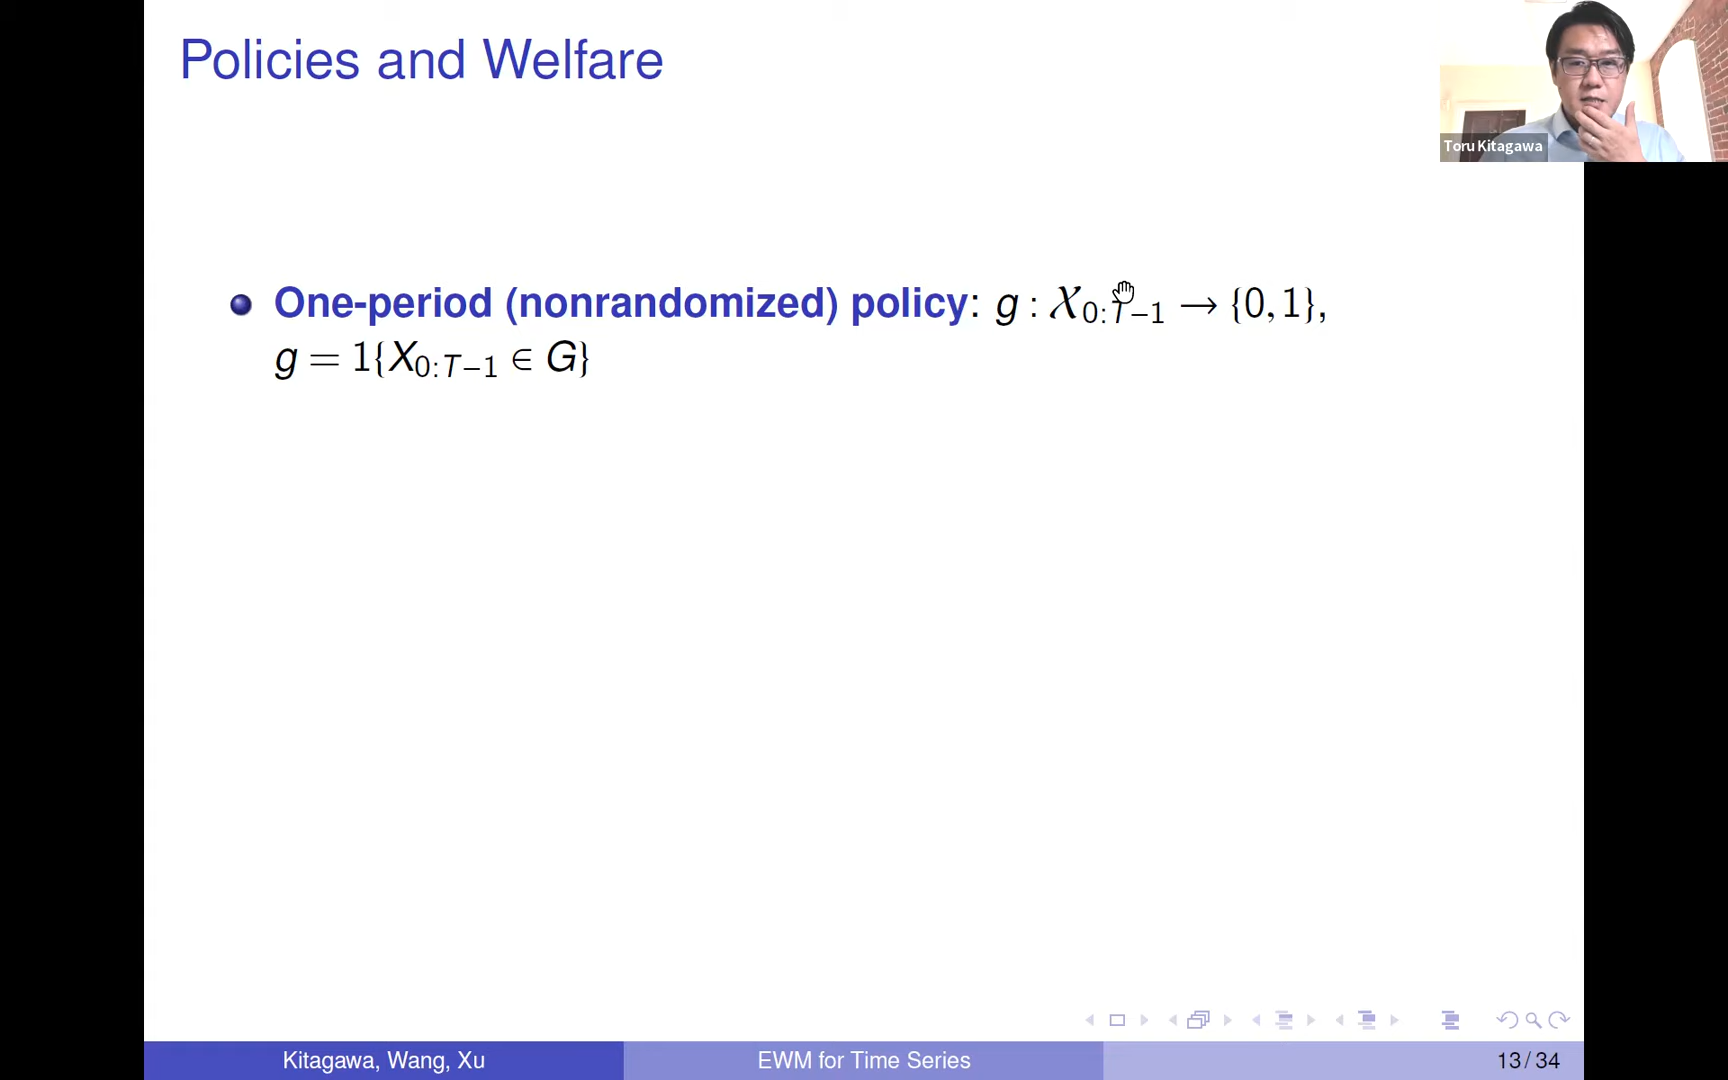 Policies and Welfare
Toru Kitagawa
One-period (nonrandomized) policy: g : 𝒳0:T−1 → {0, 1},
g = 1{X0:T−1 ∈ G}
Kitagawa, Wang, Xu
EWM for Time Series
13 / 34